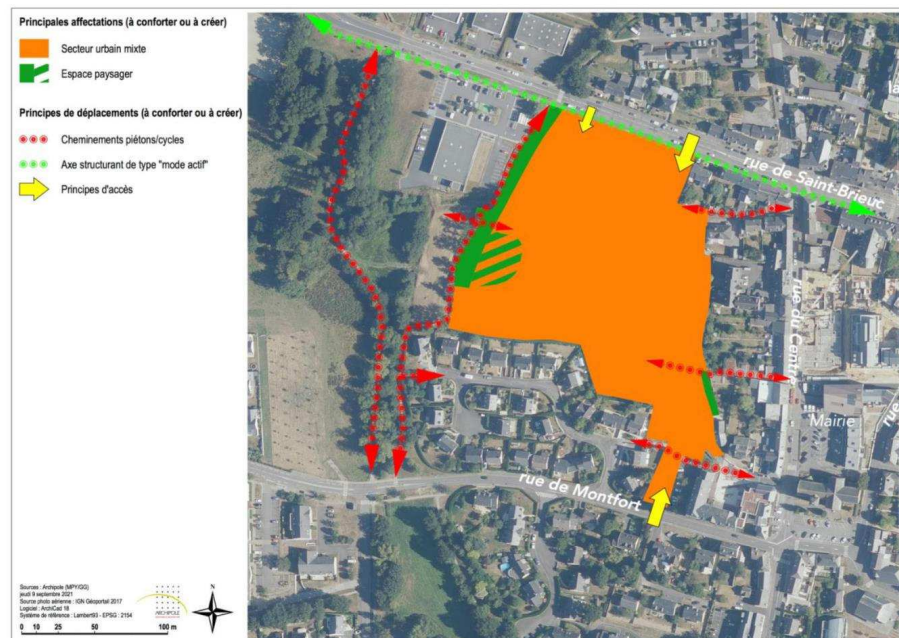 Principales affectations (à conforter ou à créer)
Secteur urbain mixte
Espace paysager
Principes de déplacements (à conforter ou à créer)
Cheminements piétons/cycles
Axe structurant de type "mode actif"
Principes d'accès
rue de Saint-Brieuc
rue du Centre
Mairie
rue de Montfort
Sources : Archipole (MPY/GG)
jeudi 9 septembre 2021
Source photo aérienne : IGN Géoportail 2017
Logiciel : ArchiCad 18
Système de référence : Lambert93 - EPSG : 2154
0 10 25 50 100 m
ARCHIPOLE
N